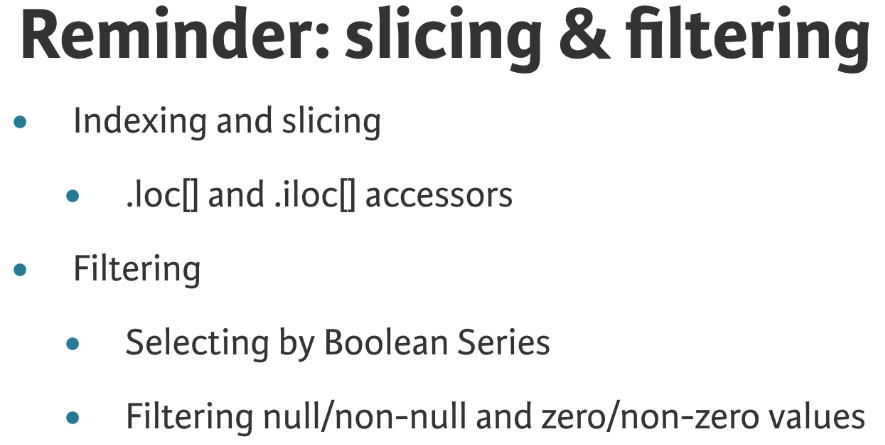 Reminder: slicing & filtering
● Indexing and slicing
● .loc[] and .iloc[] accessors
● Filtering
● Selecting by Boolean Series
● Filtering null/non-null and zero/non-zero values